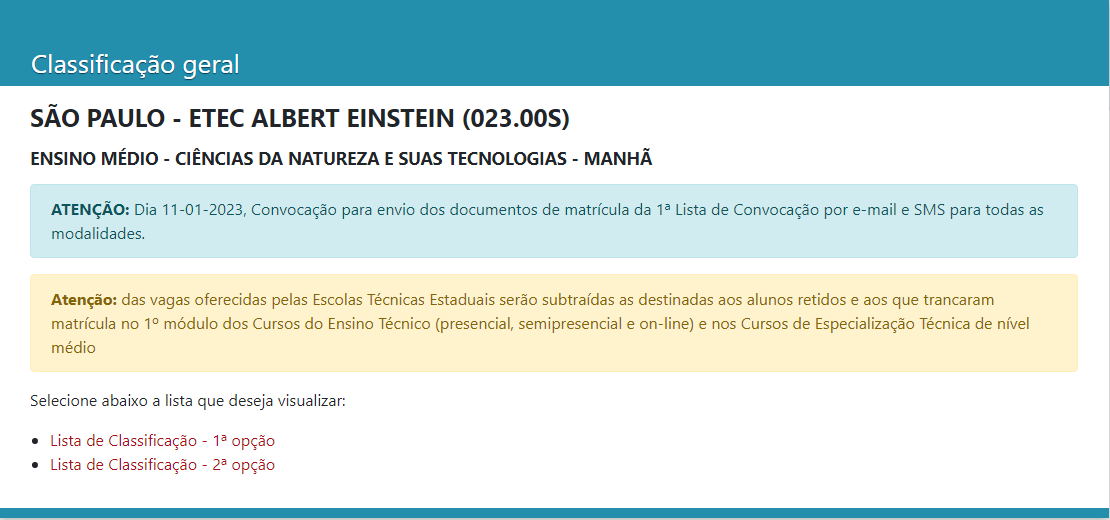 Classificação geral
SÃO PAULO - ETEC ALBERT EINSTEIN (023.00S)
ENSINO MÉDIO - CIÊNCIAS DA NATUREZA E SUAS TECNOLOGIAS - MANHÃ
ATENÇÃO: Dia 11-01-2023, Convocação para envio dos documentos de matrícula da 1ª Lista de Convocação por e-mail e SMS para todas as
modalidades.
Atenção: das vagas oferecidas pelas Escolas Técnicas Estaduais serão subtraídas as destinadas aos alunos retidos e aos que trancaram
matrícula no 1º módulo dos Cursos do Ensino Técnico (presencial, semipresencial e on-line) e nos Cursos de Especialização Técnica de nível
médio
Selecione abaixo a lista que deseja visualizar:
• Lista de Classificação - 1ª opção
• Lista de Classificação - 2ª opção